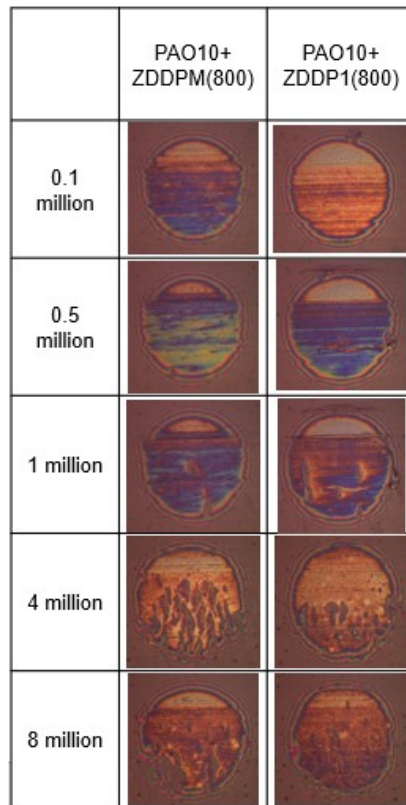 PAO10+
ZDDPM(800)
PAO10+
ZDDP1(800)
0.1
million
0.5
million
1 million
4 million
8 million